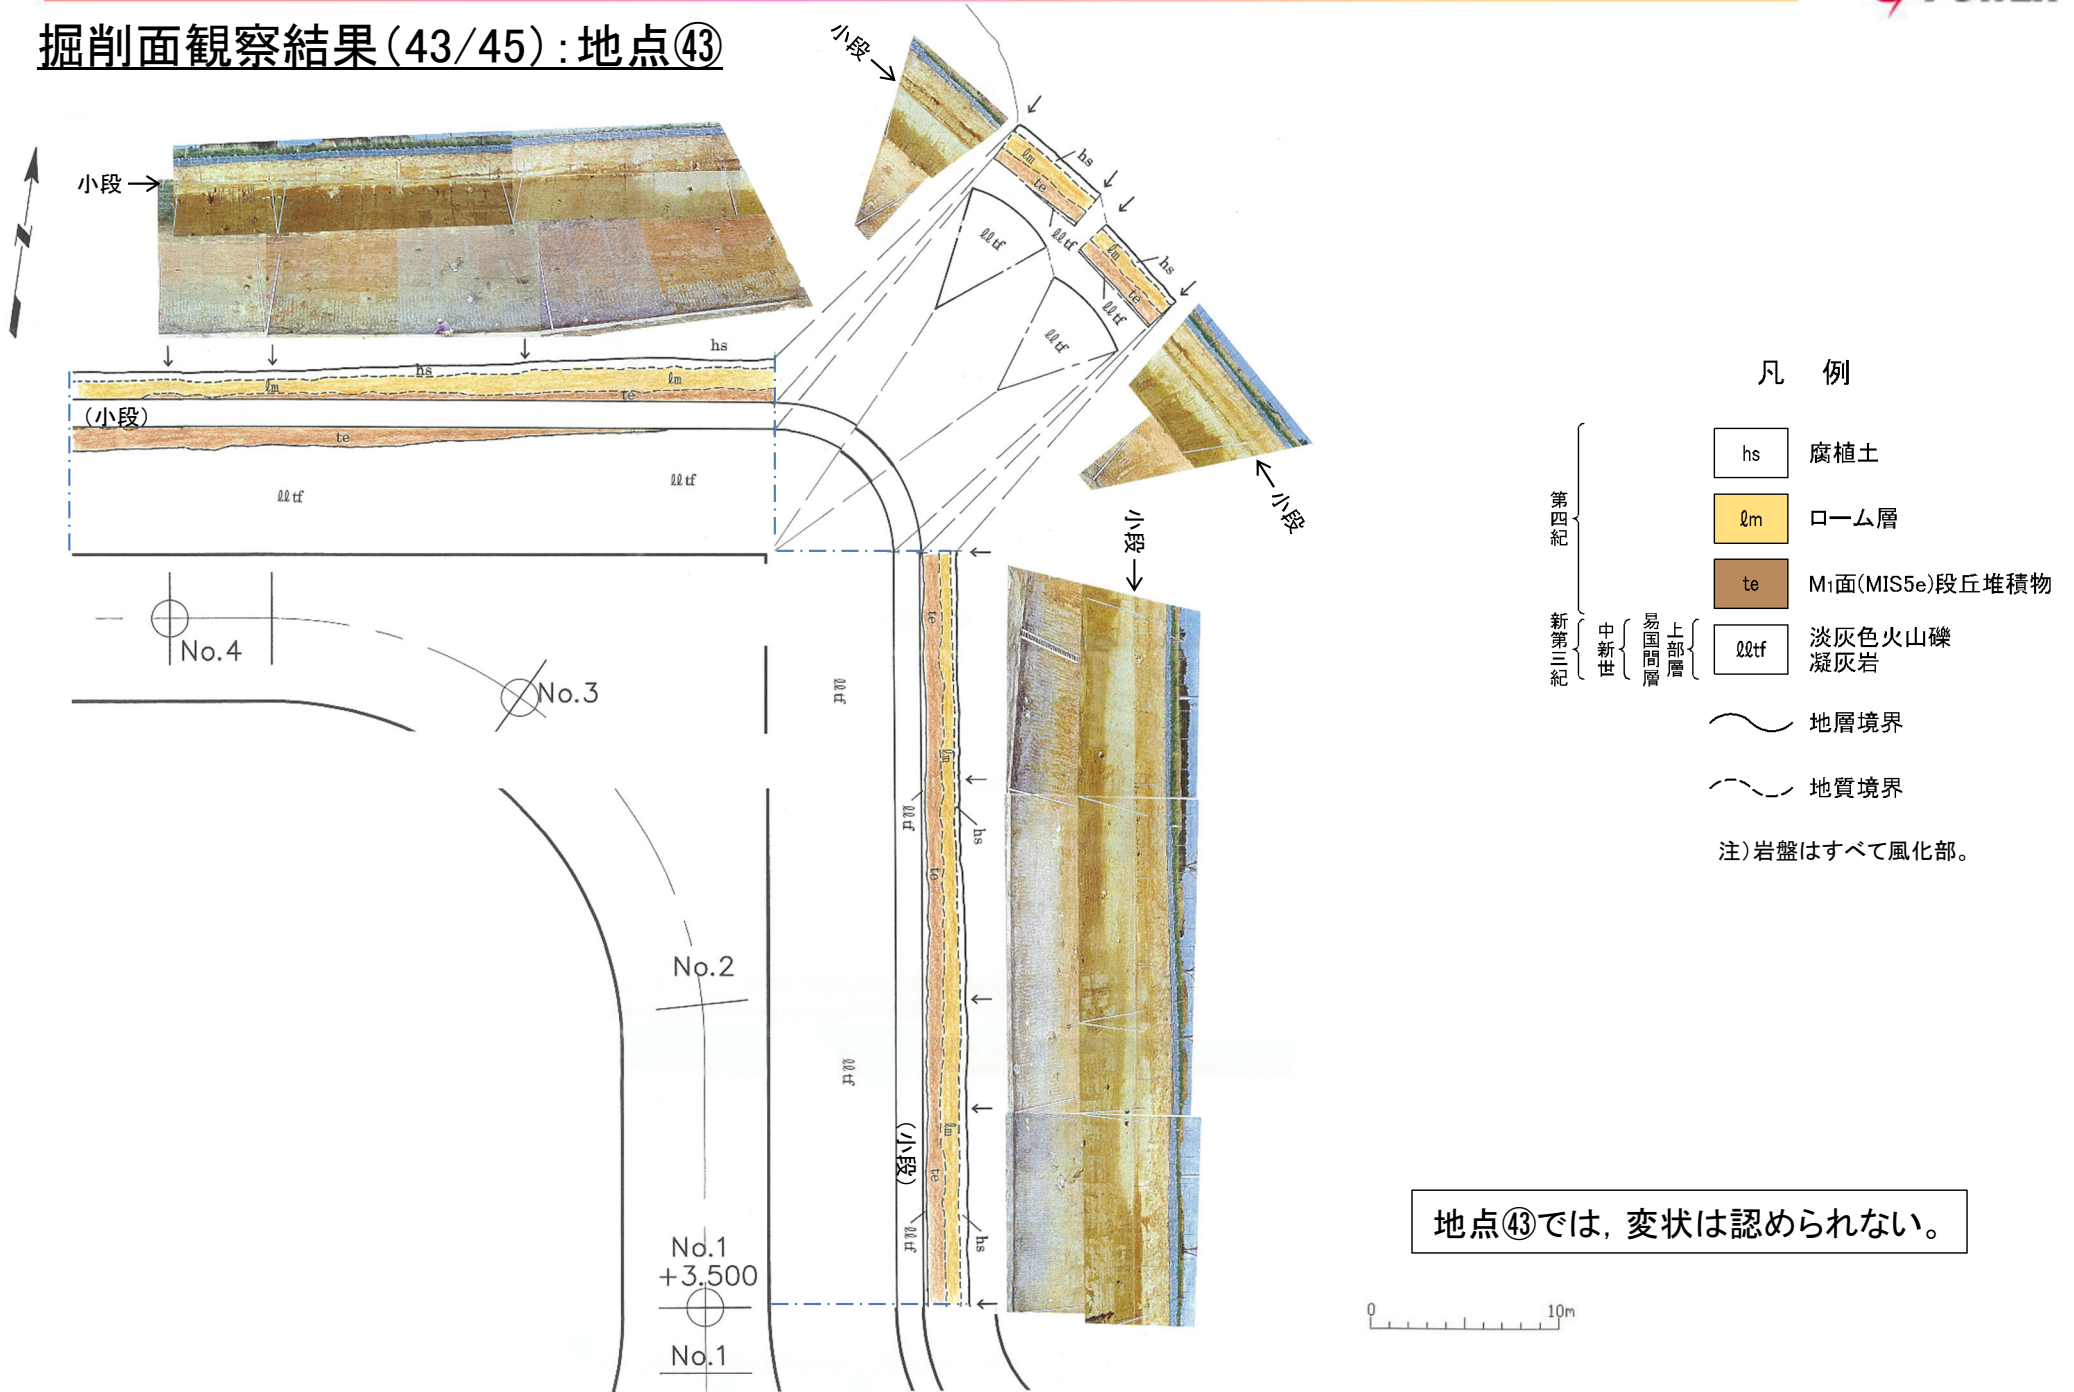 掘削面観察結果(43/45):地点㊸
小段
小段
hs
lm
te
lltf
lltf
hs
lm
te
lltf
lltf
小段
小段
hs
hs
lm
lm
te
(小段)
te
lltf
lltf
No.4
No.3
No.2
No.1
+3.500
No.1
te
lm
lltf
lltf
hs
te
lltf
lm
(小段)
te
lltf
hs
N
凡 例
第四紀
hs 腐植土
ℓm ローム層
te M1面(MIS5e)段丘堆積物
新第三紀 中新世 易国間層 上部層
ℓℓtf 淡灰色火山礫
凝灰岩
地層境界
地質境界
注)岩盤はすべて風化部。
地点㊸では,変状は認められない。
0 10m